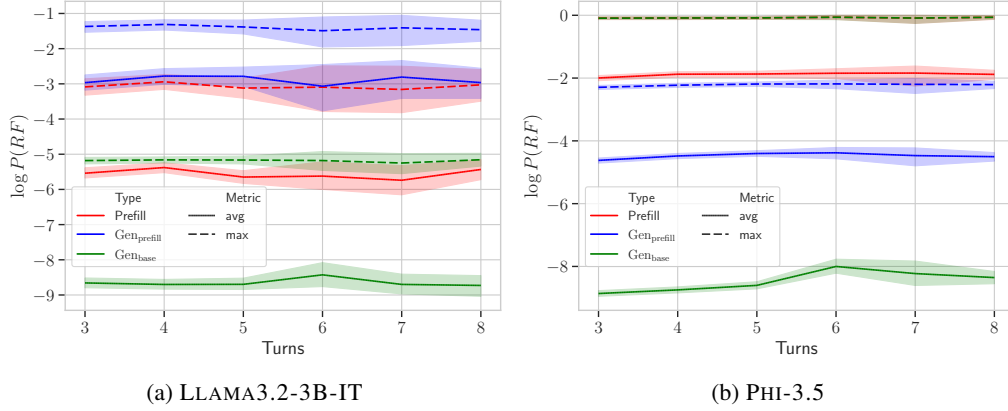 −1
−2
−3
−4
−5
−6
−7
−8
−9
log P(RF)
Type
Metric
Prefill
avg
Gen_prefill
max
Gen_base
3 4 5 6 7 8
Turns
(a) LLAMA3.2-3B-IT
0
−2
−4
−6
−8
log P(RF)
Type
Metric
Prefill
avg
Gen_prefill
max
Gen_base
3 4 5 6 7 8
Turns
(b) PHI-3.5